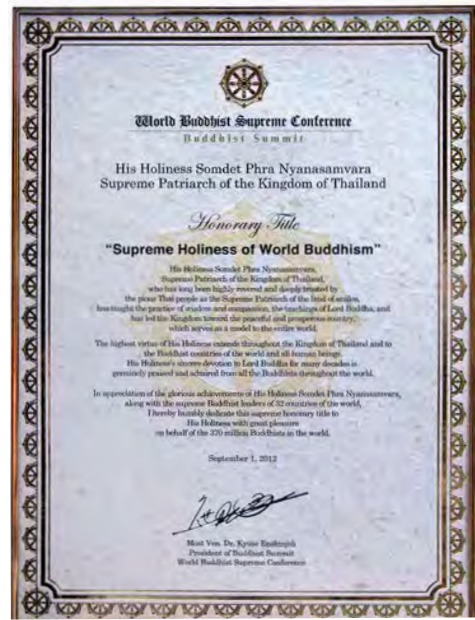 World Buddhist Supreme Conference
Buddhist Summit
His Holiness Somdet Phra Nyanasamvara
Supreme Patriarch of the Kingdom of Thailand
Honorary Title
"Supreme Holiness of World Buddhism"
His Holiness Somdet Phra Nyanasamvara,
Supreme Patriarch of the Kingdom of Thailand,
who has long been highly revered and deeply trusted by
the pious Thai people as the Supreme Patriarch of the land of smiles,
has taught the practice of wisdom and compassion, the teachings of Lord Buddha, and
has led the Kingdom toward the peaceful and prosperous country,
which serves as a model to the entire world.
The highest virtue of His Holiness extends throughout the Kingdom of Thailand and to
the Buddhist countries of the world and all human beings.
His Holiness's sincere devotion to Lord Buddha for many decades is
genuinely praised and admired from all the Buddhists throughout the world.
In appreciation of the glorious achievements of His Holiness Somdet Phra Nyanasamvara,
along with the supreme Buddhist leaders of 32 countries of the world,
I hereby humbly dedicate this supreme honorary title to
His Holiness with great pleasure
on behalf of the 370 million Buddhists in the world.
September 1, 2012
Most Ven. Dr. Kyuse Enshinjoh
President of Buddhist Summit
World Buddhist Supreme Conference